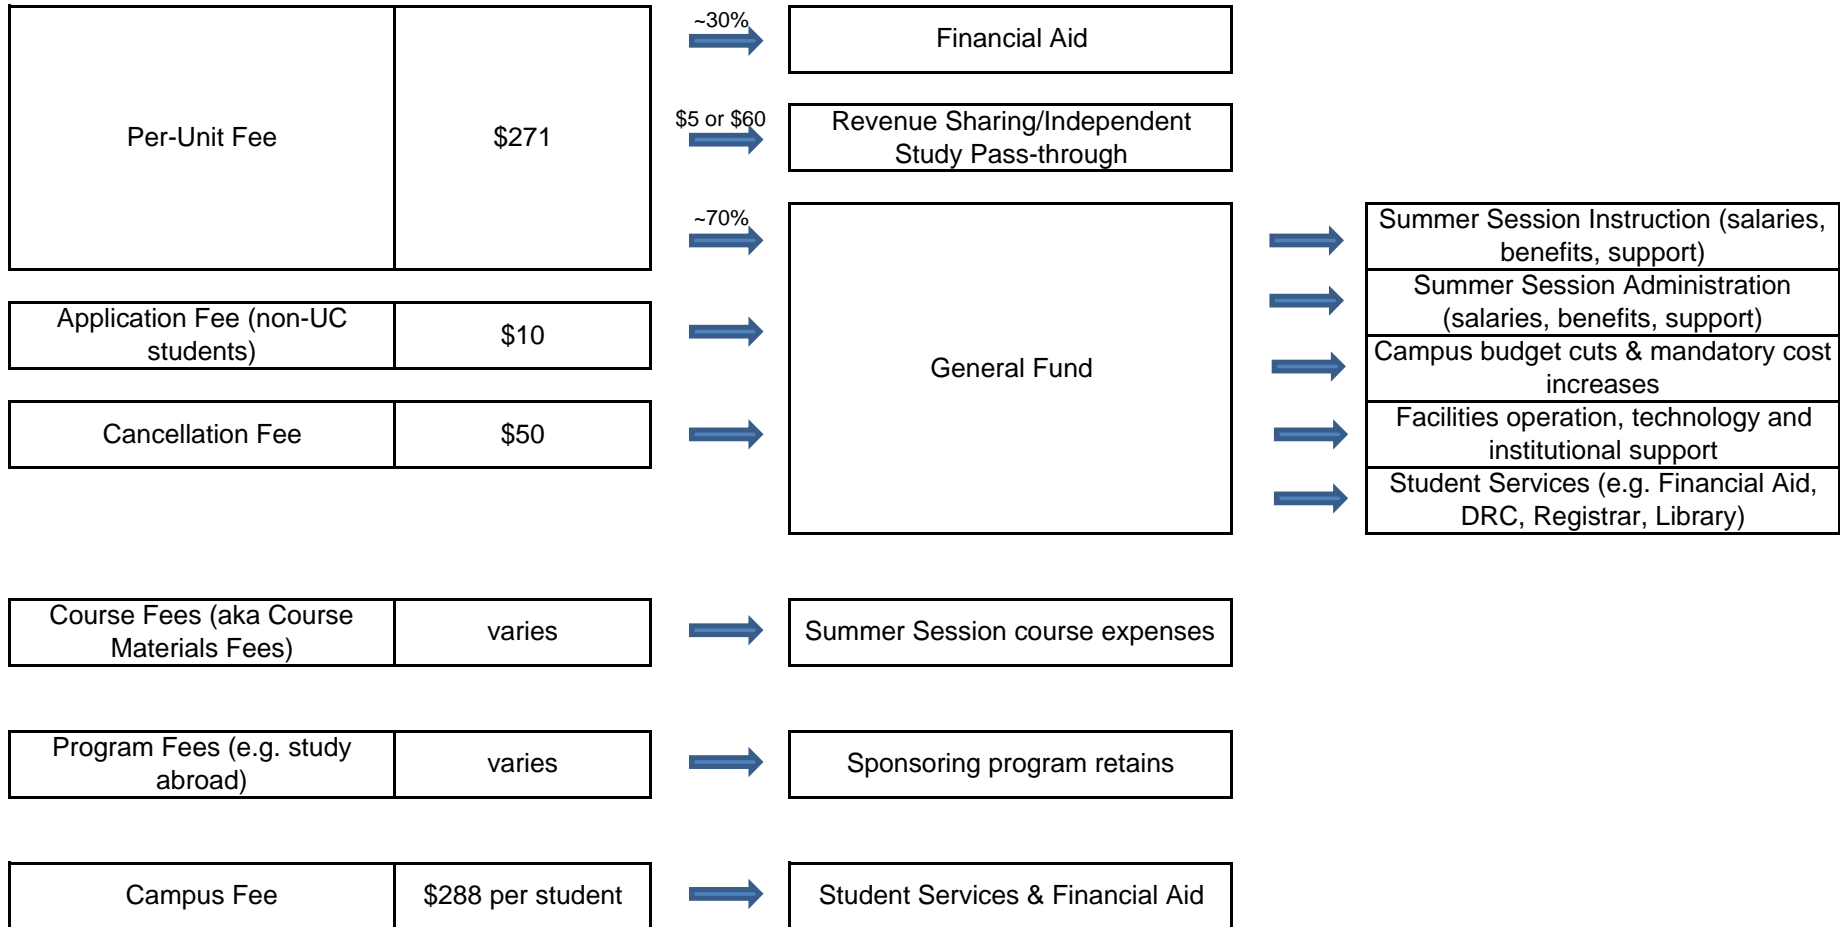 ~30%
Financial Aid
Per-Unit Fee
$271
$5 or $60
Revenue Sharing/Independent
Study Pass-through
~70%
General Fund
Summer Session Instruction (salaries,
benefits, support)
Summer Session Administration
(salaries, benefits, support)
Application Fee (non-UC
students)
$10
Campus budget cuts & mandatory cost
increases
Cancellation Fee
$50
Facilities operation, technology and
institutional support
Student Services (e.g. Financial Aid,
DRC, Registrar, Library)
Course Fees (aka Course
Materials Fees)
varies
Summer Session course expenses
Program Fees (e.g. study
abroad)
varies
Sponsoring program retains
Campus Fee
$288 per student
Student Services & Financial Aid